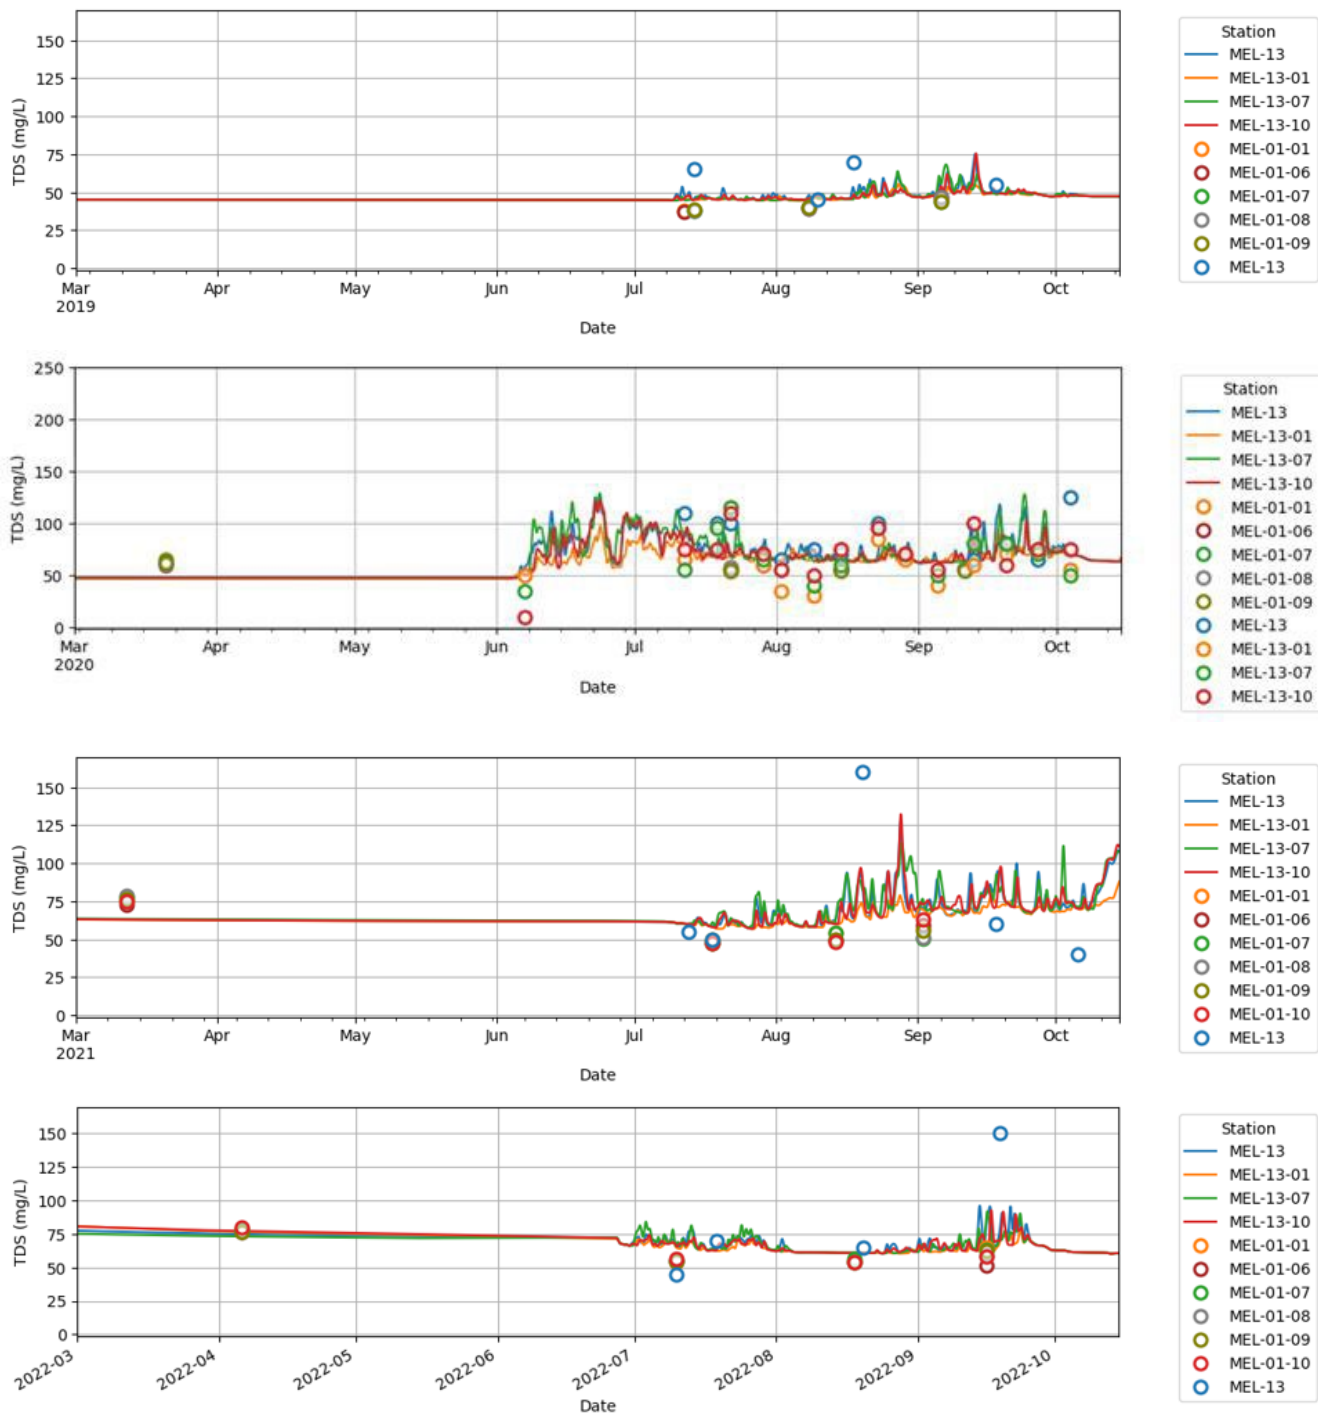 150
125
100
75
50
25
0
TDS (mg/L)
Mar
2019
Apr
May
Jun
Jul
Aug
Sep
Oct
Date
Station
MEL-13
MEL-13-01
MEL-13-07
MEL-13-10
MEL-01-01
MEL-01-06
MEL-01-07
MEL-01-08
MEL-01-09
MEL-13
250
200
150
100
50
0
TDS (mg/L)
Mar
2020
Apr
May
Jun
Jul
Aug
Sep
Oct
Date
Station
MEL-13
MEL-13-01
MEL-13-07
MEL-13-10
MEL-01-01
MEL-01-06
MEL-01-07
MEL-01-08
MEL-01-09
MEL-13
MEL-13-01
MEL-13-07
MEL-13-10
150
125
100
75
50
25
0
TDS (mg/L)
Mar
2021
Apr
May
Jun
Jul
Aug
Sep
Oct
Date
Station
MEL-13
MEL-13-01
MEL-13-07
MEL-13-10
MEL-01-01
MEL-01-06
MEL-01-07
MEL-01-08
MEL-01-09
MEL-01-10
MEL-13
150
125
100
75
50
25
0
TDS (mg/L)
2022-03
2022-04
2022-05
2022-06
2022-07
2022-08
2022-09
2022-10
Date
Station
MEL-13
MEL-13-01
MEL-13-07
MEL-13-10
MEL-01-01
MEL-01-06
MEL-01-07
MEL-01-08
MEL-01-09
MEL-01-10
MEL-13